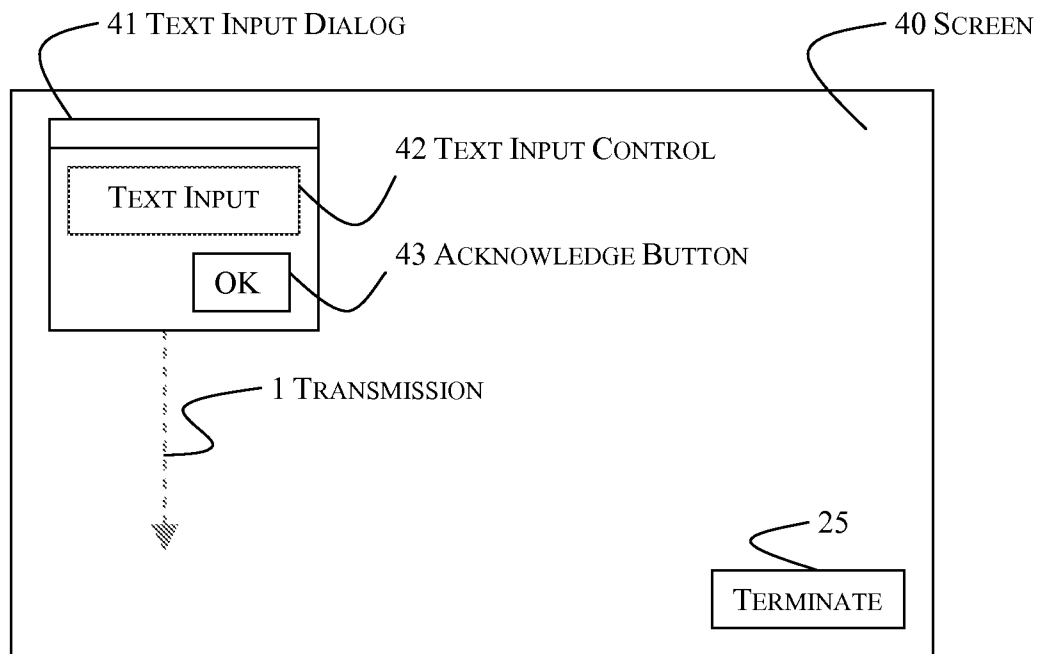 41 TEXT INPUT DIALOG
40 SCREEN
42 TEXT INPUT CONTROL
TEXT INPUT
43 ACKNOWLEDGE BUTTON
OK
1 TRANSMISSION
25
TERMINATE